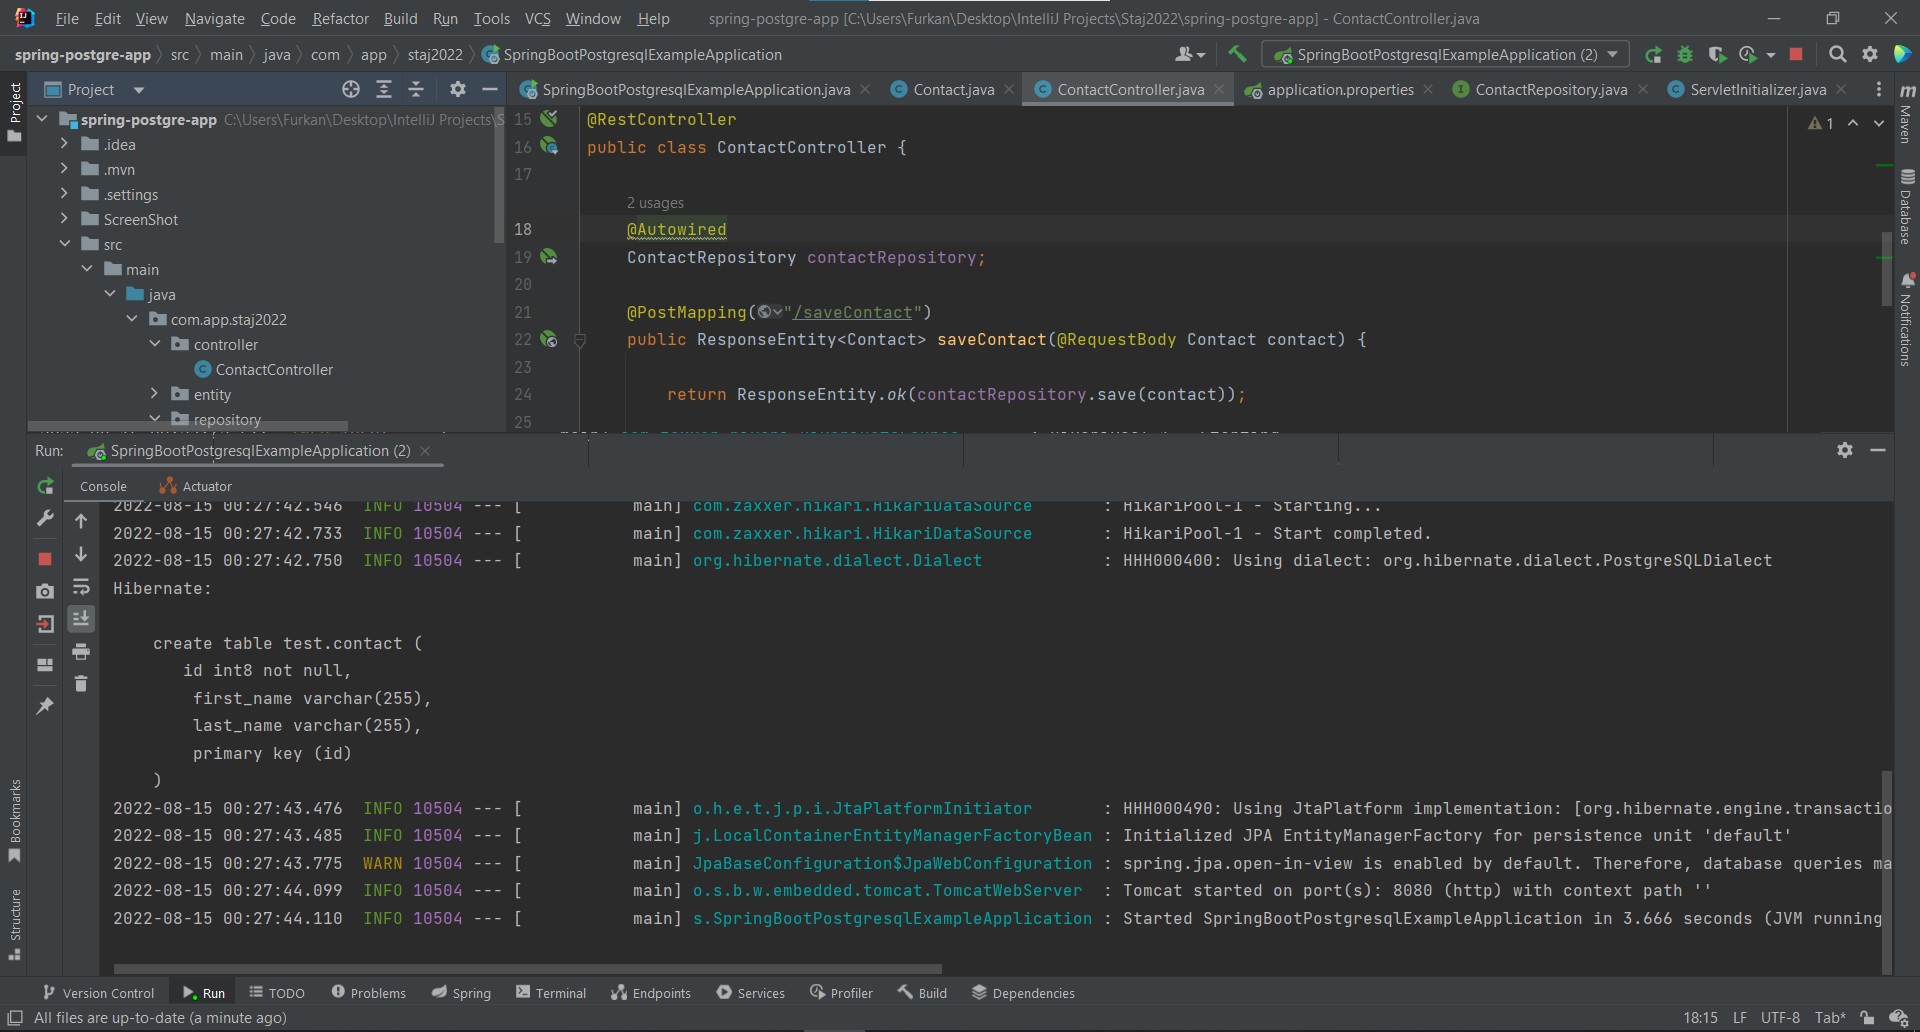 File Edit View Navigate Code Refactor Build Run Tools VCS Window Help spring-postgre-app [C:\Users\Furkan\Desktop\IntelliJ Projects\Staj2022\spring-postgre-app] - ContactController.java
spring-postgre-app src main java com app staj2022 SpringBootPostgresqlExampleApplication SpringBootPostgresqlExampleApplication (2)
Project
Project
SpringBootPostgresqlExampleApplication.java Contact.java ContactController.java application.properties ContactRepository.java ServletInitializer.java
spring-postgre-app C:\Users\Furkan\Desktop\IntelliJ Projects\S
.idea
.mvn
.settings
ScreenShot
src
main
java
com.app.staj2022
controller
ContactController
entity
repository
15 @RestController
16 public class ContactController {
17
2 usages
18 @Autowired
19 ContactRepository contactRepository;
20
21 @PostMapping("/saveContact")
22 public ResponseEntity<Contact> saveContact(@RequestBody Contact contact) {
23
24 return ResponseEntity.ok(contactRepository.save(contact));
25
1
m
Maven
Database
Notifications
Run: SpringBootPostgresqlExampleApplication (2)
Console Actuator
2022-08-15 00:27:42.546 INFO 10504 --- [ main] com.zaxxer.hikari.HikariDataSource : HikariPool-1 - Starting...
2022-08-15 00:27:42.733 INFO 10504 --- [ main] com.zaxxer.hikari.HikariDataSource : HikariPool-1 - Start completed.
2022-08-15 00:27:42.750 INFO 10504 --- [ main] org.hibernate.dialect.Dialect : HHH000400: Using dialect: org.hibernate.dialect.PostgreSQLDialect
Hibernate:
create table test.contact (
id int8 not null,
first_name varchar(255),
last_name varchar(255),
primary key (id)
)
2022-08-15 00:27:43.476 INFO 10504 --- [ main] o.h.e.t.j.p.i.JtaPlatformInitiator : HHH000490: Using JtaPlatform implementation: [org.hibernate.engine.transactio
2022-08-15 00:27:43.485 INFO 10504 --- [ main] j.LocalContainerEntityManagerFactoryBean : Initialized JPA EntityManagerFactory for persistence unit 'default'
2022-08-15 00:27:43.775 WARN 10504 --- [ main] JpaBaseConfiguration$JpaWebConfiguration : spring.jpa.open-in-view is enabled by default. Therefore, database queries ma
2022-08-15 00:27:44.099 INFO 10504 --- [ main] o.s.b.w.embedded.tomcat.TomcatWebServer : Tomcat started on port(s): 8080 (http) with context path ''
2022-08-15 00:27:44.110 INFO 10504 --- [ main] s.SpringBootPostgresqlExampleApplication : Started SpringBootPostgresqlExampleApplication in 3.666 seconds (JVM running
Bookmarks
Structure
Version Control Run TODO Problems Spring Terminal Endpoints Services Profiler Build Dependencies
All files are up-to-date (a minute ago) 18:15 LF UTF-8 Tab*